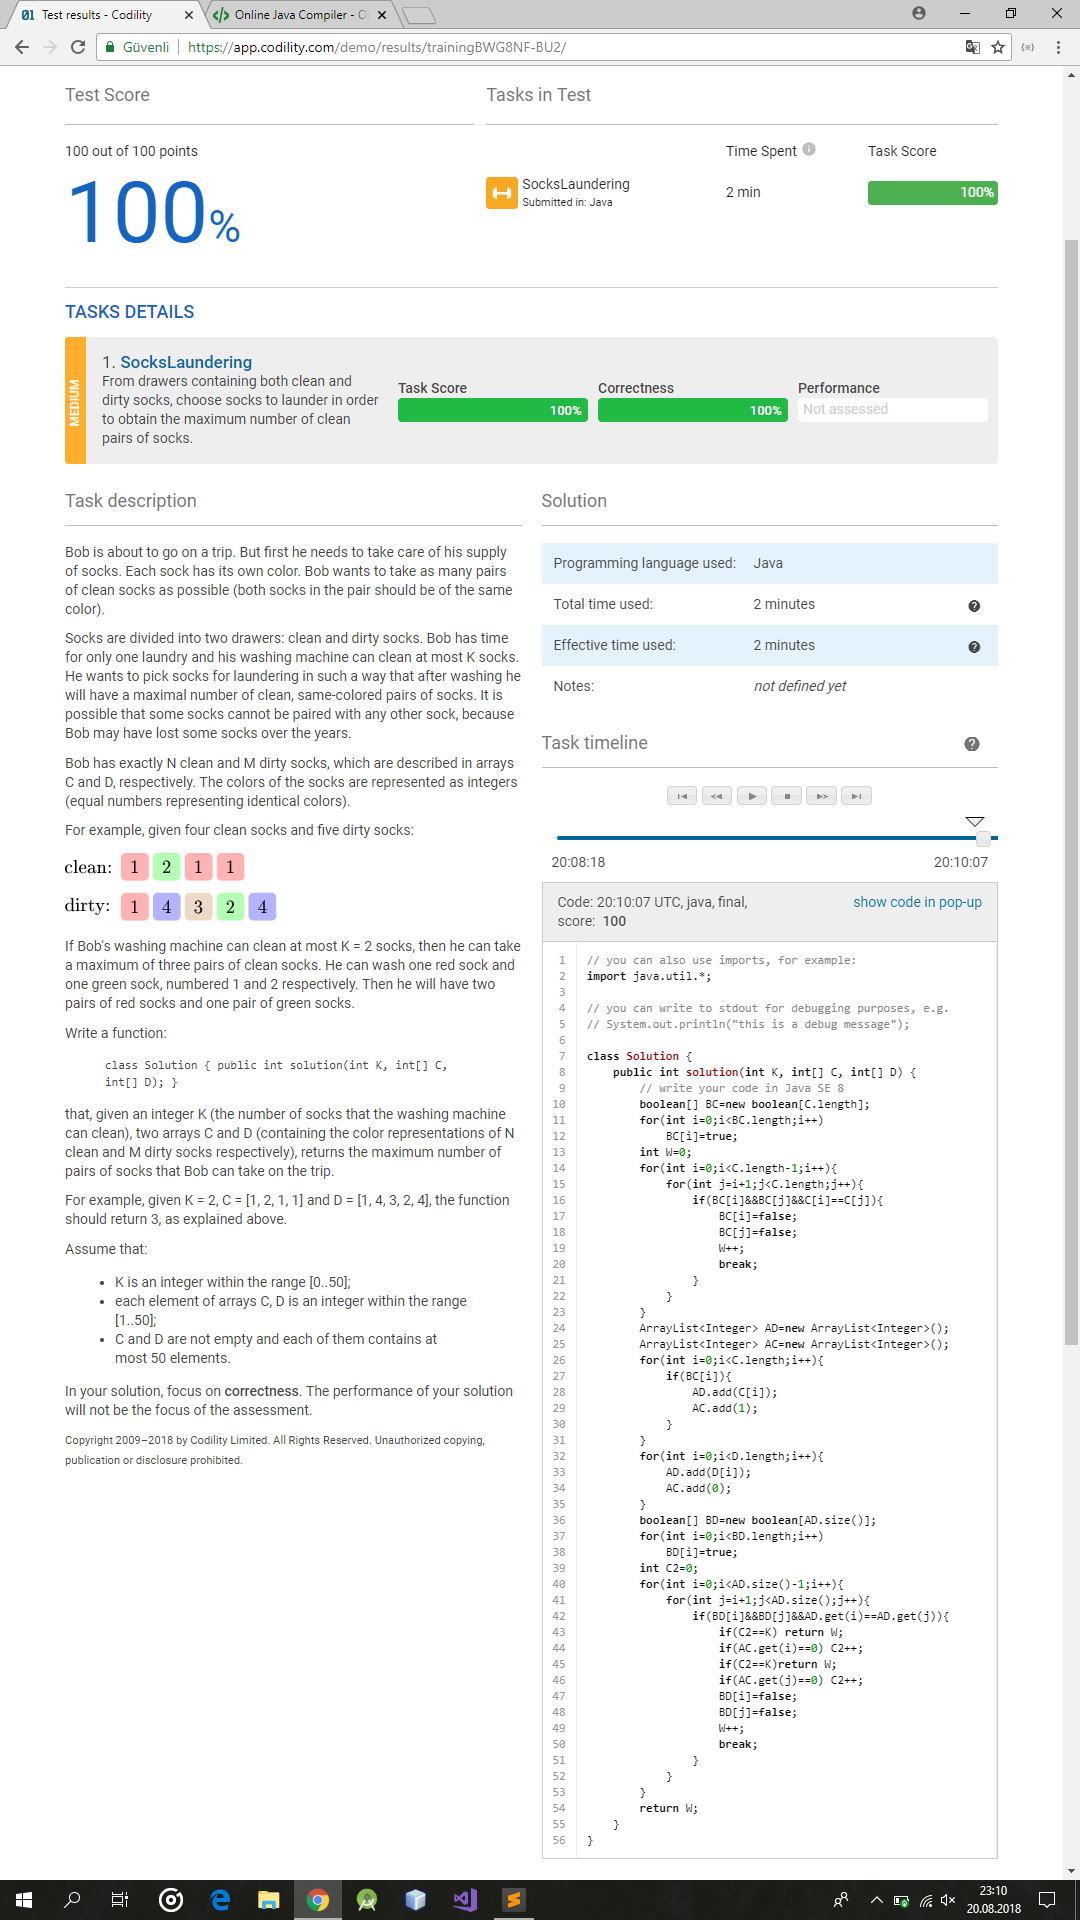 Test results - Codility
Online Java Compiler - O
Güvenli
https://app.codility.com/demo/results/trainingBWG8NF-BU2/
Test Score
Tasks in Test
100 out of 100 points
100%
Time Spent
Task Score
SocksLaundering
Submitted in: Java
2 min
100%
TASKS DETAILS
MEDIUM
1. SocksLaundering
From drawers containing both clean and
dirty socks, choose socks to launder in order
to obtain the maximum number of clean
pairs of socks.
Task Score
100%
Correctness
100%
Performance
Not assessed
Task description
Bob is about to go on a trip. But first he needs to take care of his supply
of socks. Each sock has its own color. Bob wants to take as many pairs
of clean socks as possible (both socks in the pair should be of the same
color).
Socks are divided into two drawers: clean and dirty socks. Bob has time
for only one laundry and his washing machine can clean at most K socks.
He wants to pick socks for laundering in such a way that after washing he
will have a maximal number of clean, same-colored pairs of socks. It is
possible that some socks cannot be paired with any other sock, because
Bob may have lost some socks over the years.
Bob has exactly N clean and M dirty socks, which are described in arrays
C and D, respectively. The colors of the socks are represented as integers
(equal numbers representing identical colors).
For example, given four clean socks and five dirty socks:
clean: 1 2 1 1
dirty: 1 4 3 2 4
If Bob's washing machine can clean at most K = 2 socks, then he can take
a maximum of three pairs of clean socks. He can wash one red sock and
one green sock, numbered 1 and 2 respectively. Then he will have two
pairs of red socks and one pair of green socks.
Write a function:
class Solution { public int solution(int K, int[] C,
int[] D); }
that, given an integer K (the number of socks that the washing machine
can clean), two arrays C and D (containing the color representations of N
clean and M dirty socks respectively), returns the maximum number of
pairs of socks that Bob can take on the trip.
For example, given K = 2, C = [1, 2, 1, 1] and D = [1, 4, 3, 2, 4], the function
should return 3, as explained above.
Assume that:
• K is an integer within the range [0..50];
• each element of arrays C, D is an integer within the range
[1..50];
• C and D are not empty and each of them contains at
most 50 elements.
In your solution, focus on correctness. The performance of your solution
will not be the focus of the assessment.
Copyright 2009–2018 by Codility Limited. All Rights Reserved. Unauthorized copying,
publication or disclosure prohibited.
Solution
Programming language used: Java
Total time used: 2 minutes
Effective time used: 2 minutes
Notes: not defined yet
Task timeline
20:08:18
20:10:07
Code: 20:10:07 UTC, java, final,
score: 100
show code in pop-up
1 // you can also use imports, for example:
2 import java.util.*;
3
4 // you can write to stdout for debugging purposes, e.g.
5 // System.out.println("this is a debug message");
6
7 class Solution {
8 public int solution(int K, int[] C, int[] D) {
9 // write your code in Java SE 8
10 boolean[] BC=new boolean[C.length];
11 for(int i=0;i<BC.length;i++)
12 BC[i]=true;
13 int W=0;
14 for(int i=0;i<C.length-1;i++){
15 for(int j=i+1;j<C.length;j++){
16 if(BC[i]&&BC[j]&&C[i]==C[j]){
17 BC[i]=false;
18 BC[j]=false;
19 W++;
20 break;
21 }
22 }
23 }
24 ArrayList<Integer> AD=new ArrayList<Integer>();
25 ArrayList<Integer> AC=new ArrayList<Integer>();
26 for(int i=0;i<C.length;i++){
27 if(BC[i]){
28 AD.add(C[i]);
29 AC.add(1);
30 }
31 }
32 for(int i=0;i<D.length;i++){
33 AD.add(D[i]);
34 AC.add(0);
35 }
36 boolean[] BD=new boolean[AD.size()];
37 for(int i=0;i<BD.length;i++)
38 BD[i]=true;
39 int C2=0;
40 for(int i=0;i<AD.size()-1;i++){
41 for(int j=i+1;j<AD.size();j++){
42 if(BD[i]&&BD[j]&&AD.get(i)==AD.get(j)){
43 if(C2==K) return W;
44 if(AC.get(i)==0) C2++;
45 if(C2==K)return W;
46 if(AC.get(j)==0) C2++;
47 BD[i]=false;
48 BD[j]=false;
49 W++;
50 break;
51 }
52 }
53 }
54 return W;
55 }
56 }
23:10
20.08.2018